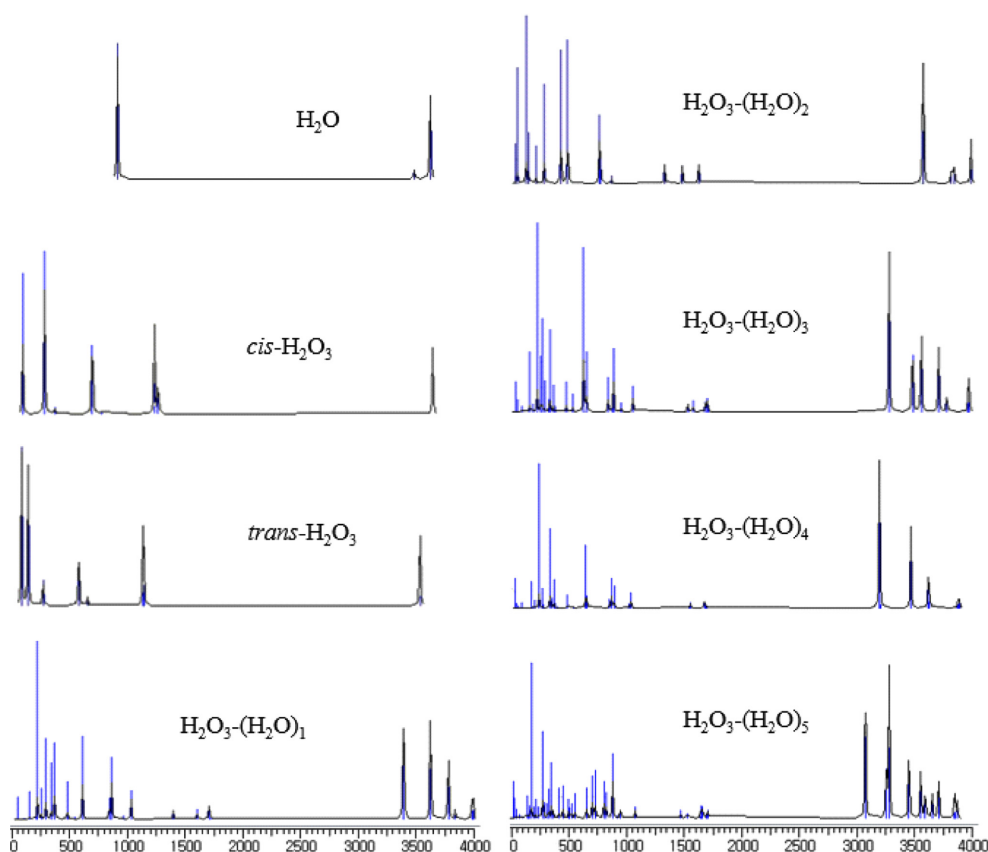 H₂O
cis-H₂O₃
trans-H₂O₃
H₂O₃-(H₂O)₁
0 500 1000 1500 2000 2500 3000 3500 4000
H₂O₃-(H₂O)₂
H₂O₃-(H₂O)₃
H₂O₃-(H₂O)₄
H₂O₃-(H₂O)₅
0 500 1000 1500 2000 2500 3000 3500 4000